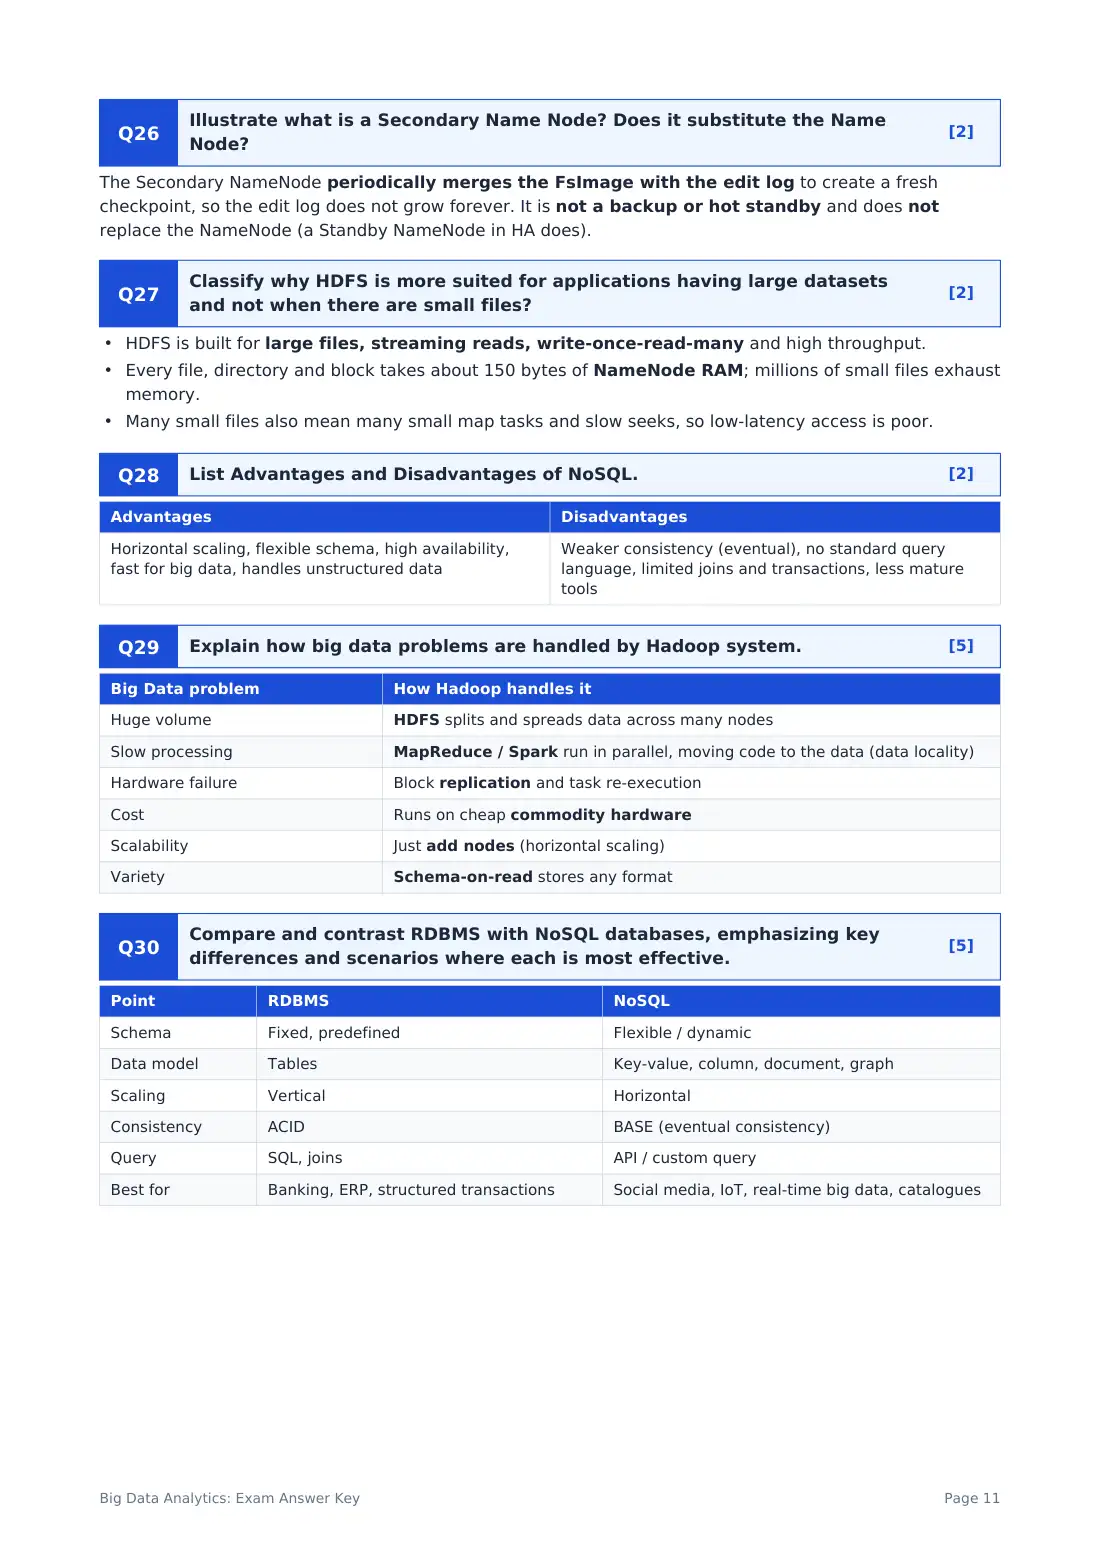 Q26
Illustrate what is a Secondary Name Node? Does it substitute the Name
Node?
[2]
The Secondary NameNode periodically merges the FsImage with the edit log to create a fresh
checkpoint, so the edit log does not grow forever. It is not a backup or hot standby and does not
replace the NameNode (a Standby NameNode in HA does).
Q27
Classify why HDFS is more suited for applications having large datasets
and not when there are small files?
[2]
• HDFS is built for large files, streaming reads, write-once-read-many and high throughput.
• Every file, directory and block takes about 150 bytes of NameNode RAM; millions of small files exhaust
memory.
• Many small files also mean many small map tasks and slow seeks, so low-latency access is poor.
Q28
List Advantages and Disadvantages of NoSQL.
[2]
Advantages
Disadvantages
Horizontal scaling, flexible schema, high availability,
fast for big data, handles unstructured data
Weaker consistency (eventual), no standard query
language, limited joins and transactions, less mature
tools
Q29
Explain how big data problems are handled by Hadoop system.
[5]
Big Data problem
How Hadoop handles it
Huge volume
HDFS splits and spreads data across many nodes
Slow processing
MapReduce / Spark run in parallel, moving code to the data (data locality)
Hardware failure
Block replication and task re-execution
Cost
Runs on cheap commodity hardware
Scalability
Just add nodes (horizontal scaling)
Variety
Schema-on-read stores any format
Q30
Compare and contrast RDBMS with NoSQL databases, emphasizing key
differences and scenarios where each is most effective.
[5]
Point
RDBMS
NoSQL
Schema
Fixed, predefined
Flexible / dynamic
Data model
Tables
Key-value, column, document, graph
Scaling
Vertical
Horizontal
Consistency
ACID
BASE (eventual consistency)
Query
SQL, joins
API / custom query
Best for
Banking, ERP, structured transactions
Social media, IoT, real-time big data, catalogues
Big Data Analytics: Exam Answer Key
Page 11